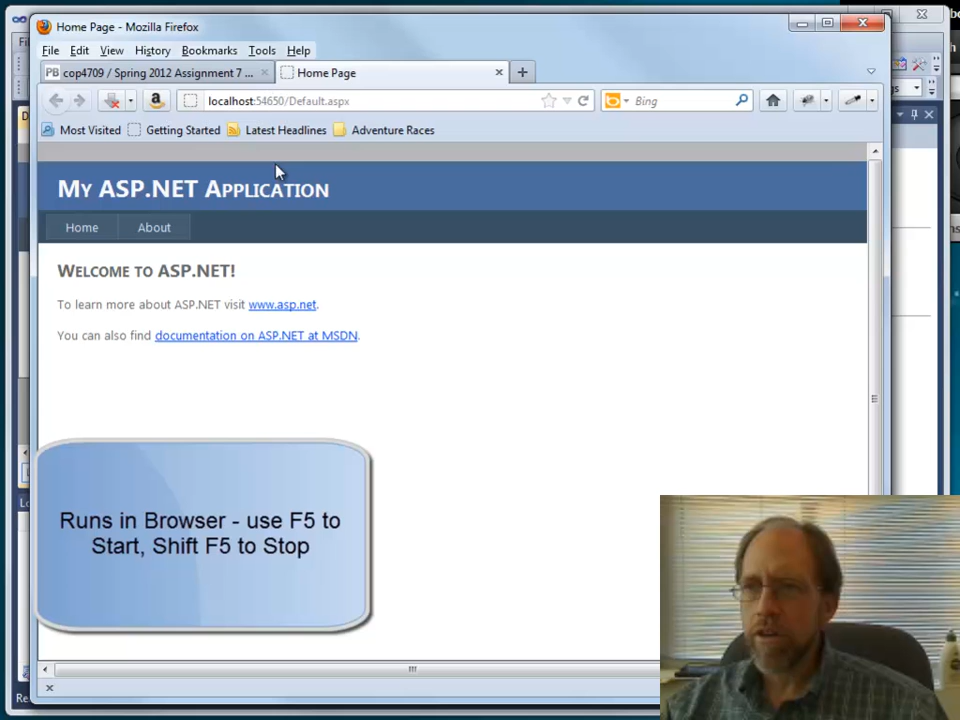 Home Page - Mozilla Firefox
File Edit View History Bookmarks Tools Help
PB cop4709 / Spring 2012 Assignment 7 ... Home Page
localhost:54650/Default.aspx Bing
Most Visited Getting Started Latest Headlines Adventure Races
My ASP.NET Application
Home About
Welcome to ASP.NET!
To learn more about ASP.NET visit www.asp.net.
You can also find documentation on ASP.NET at MSDN.
Runs in Browser - use F5 to
Start, Shift F5 to Stop